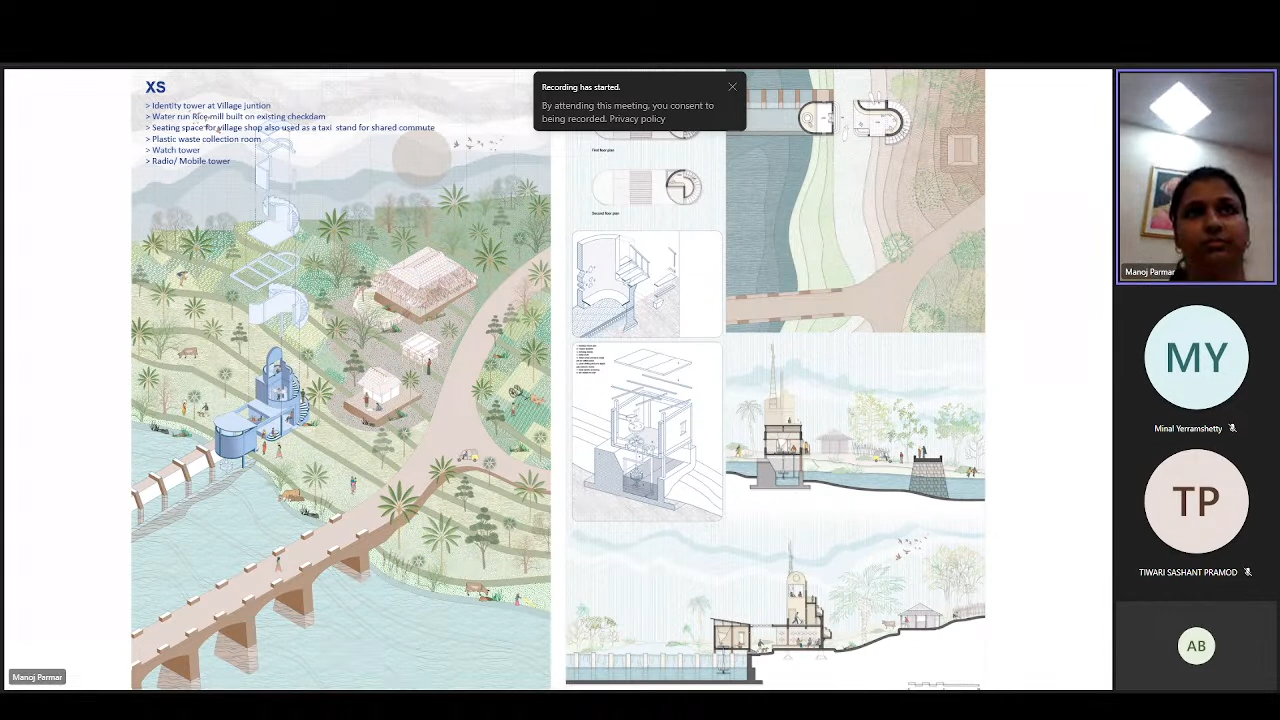 XS
> Identity tower at Village juntion
> Water run Rice mill built on existing checkdam
> Seating space for village shop also used as a taxi stand for shared commute
> Plastic waste collection room
> Watch tower
> Radio/ Mobile tower
Recording has started.
By attending this meeting, you consent to
being recorded. Privacy policy
First floor plan
Second floor plan
Manoj Parmar
MY
Minal Yerramshetty
TP
TIWARI SASHANT PRAMOD
AB
Manoj Parmar